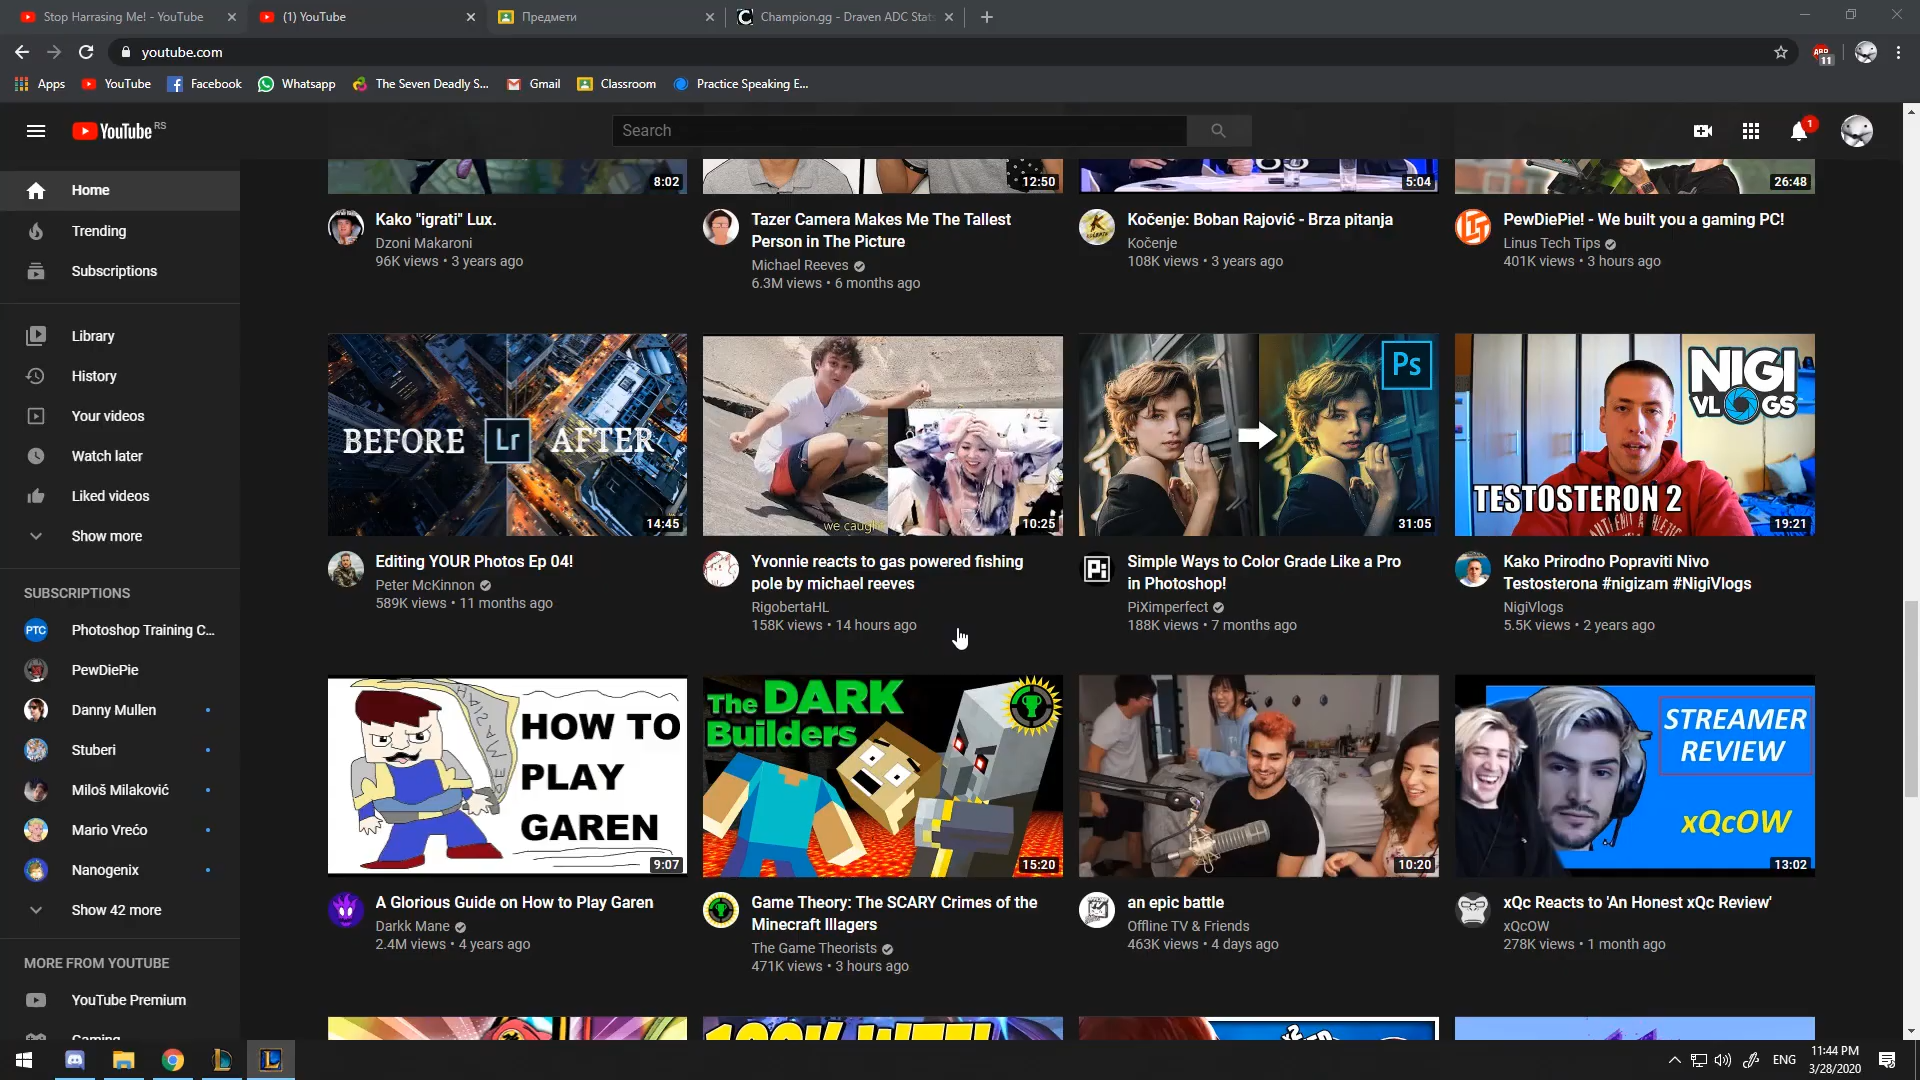 Stop Harrasing Me! - YouTube
(1) YouTube
Предмети
Champion.gg - Draven ADC Stats
youtube.com
ABP
11
Apps
YouTube
Facebook
Whatsapp
The Seven Deadly S...
Gmail
Classroom
Practice Speaking E...
YouTube RS
Search
1
Home
Trending
Subscriptions
Library
History
Your videos
Watch later
Liked videos
Show more
SUBSCRIPTIONS
PTC
Photoshop Training C...
PewDiePie
Danny Mullen
Stuberi
Miloš Milaković
Mario Vrećo
Nanogenix
Show 42 more
MORE FROM YOUTUBE
YouTube Premium
Gaming
8:02
12:50
5:04
26:48
Kako "igrati" Lux.
Dzoni Makaroni
96K views • 3 years ago
Tazer Camera Makes Me The Tallest
Person in The Picture
Michael Reeves
6.3M views • 6 months ago
Kočenje: Boban Rajović - Brza pitanja
Kočenje
108K views • 3 years ago
PewDiePie! - We built you a gaming PC!
Linus Tech Tips
401K views • 3 hours ago
BEFORE Lr AFTER
14:45
we caugh
10:25
Ps
31:05
NIGI
VLOGS
TESTOSTERON 2
19:21
Editing YOUR Photos Ep 04!
Peter McKinnon
589K views • 11 months ago
Yvonnie reacts to gas powered fishing
pole by michael reeves
RigobertaHL
158K views • 14 hours ago
Pi
Simple Ways to Color Grade Like a Pro
in Photoshop!
PiXimperfect
188K views • 7 months ago
Kako Prirodno Popraviti Nivo
Testosterona #nigizam #NigiVlogs
NigiVlogs
5.5K views • 2 years ago
HOW TO
PLAY
GAREN
9:07
The DARK
Builders
15:20
10:20
STREAMER
REVIEW
xQcOW
13:02
A Glorious Guide on How to Play Garen
Darkk Mane
2.4M views • 4 years ago
Game Theory: The SCARY Crimes of the
Minecraft Illagers
The Game Theorists
471K views • 3 hours ago
an epic battle
Offline TV & Friends
463K views • 4 days ago
xQc Reacts to 'An Honest xQc Review'
xQcOW
278K views • 1 month ago
ENG
11:44 PM
3/28/2020